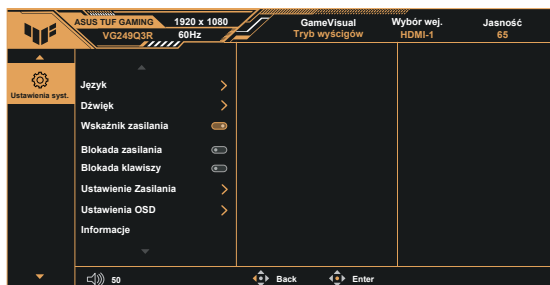 ASUS TUF GAMING 1920 x 1080 GameVisual Wybór wej. Jasność
VG249Q3R 60Hz Tryb wyścigów HDMI-1 65
Ustawienia syst.
Język
Dźwięk
Wskaźnik zasilania
Blokada zasilania
Blokada klawiszy
Ustawienie Zasilania
Ustawienia OSD
Informacje
50 Back Enter